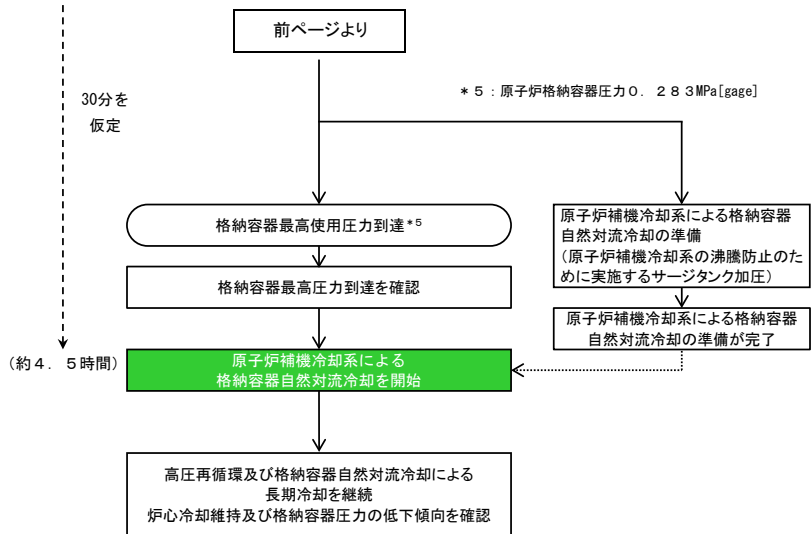 前ページより
*5：原子炉格納容器圧力０．２８３MPa[gage]
30分を
仮定
格納容器最高使用圧力到達*5
格納容器最高圧力到達を確認
原子炉補機冷却系による格納容器
自然対流冷却の準備
（原子炉補機冷却系の沸騰防止のた
めに実施するサージタンク加圧）
原子炉補機冷却系による格納容器
自然対流冷却の準備が完了
（約４．５時間）
原子炉補機冷却系による
格納容器自然対流冷却を開始
高圧再循環及び格納容器自然対流冷却による
長期冷却を継続
炉心冷却維持及び格納容器圧力の低下傾向を確認